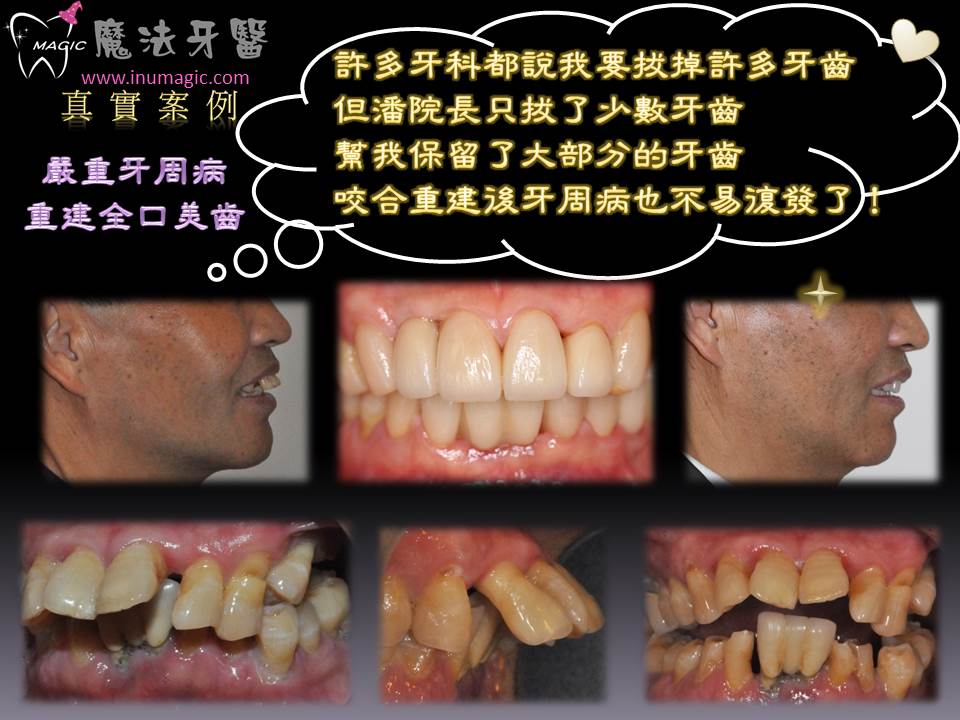 MAGIC 魔法牙醫
www.inumagic.com
真實案例
嚴重牙周病
重建全口美齒
許多牙科都說我要拔掉許多牙齒
但潘院長只拔了少數牙齒
幫我保留了大部分的牙齒
咬合重建後牙周病也不易復發了！